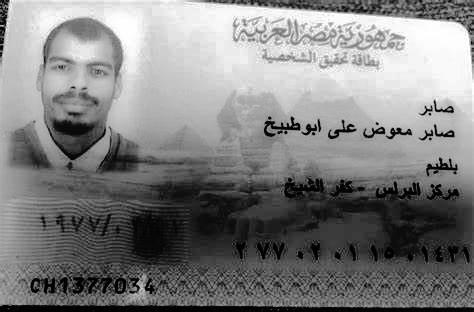 جمهورية مصر العربية
بطاقة تحقيق الشخصية
صابر
صابر معوض على ابوطبيخ
بلطيم
مركز البرلس - كفر الشيخ
١٩٧٧/٠
٢ ٧٧ ٠٢ ٠١ ١٥ ٠١٤٣١
CH1377034